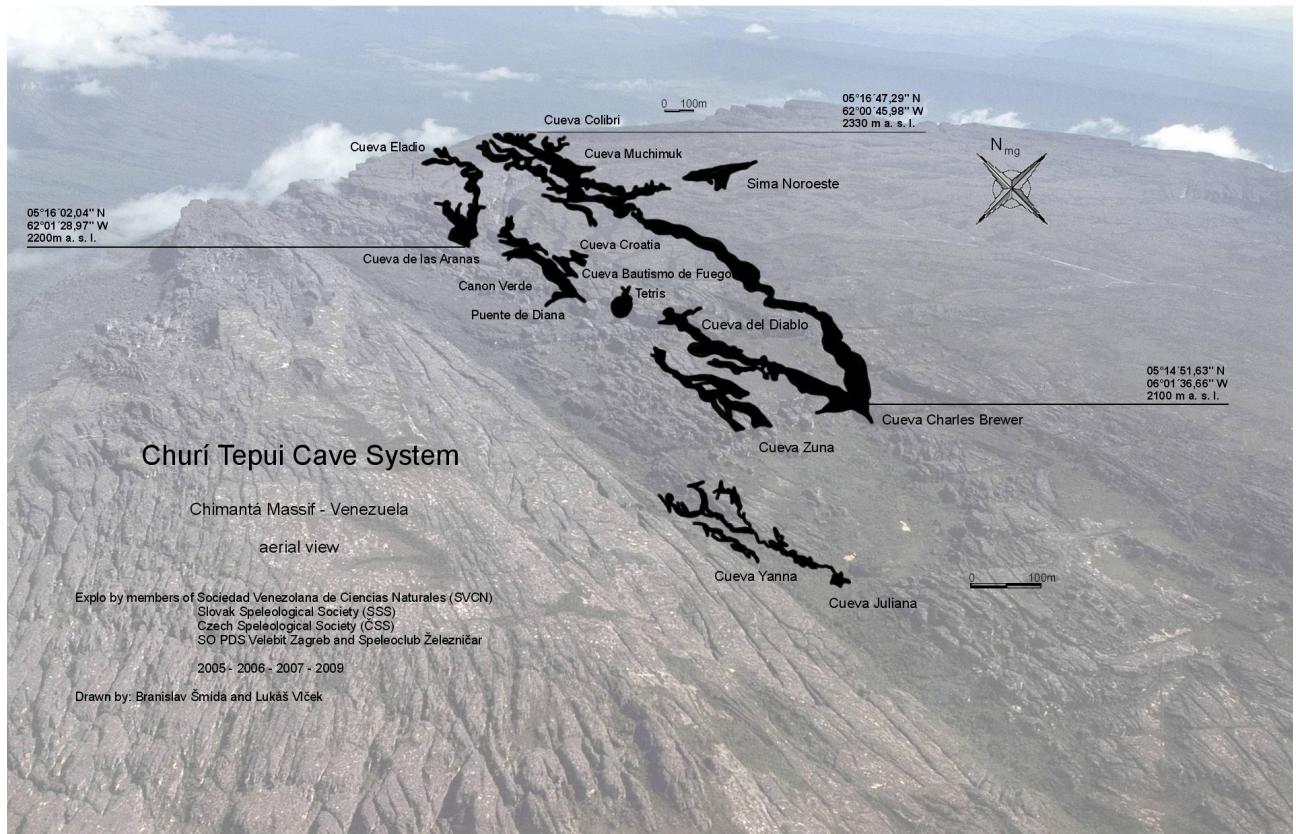 0 100m
05°16´47,29" N
62°00´45,98" W
2330 m a. s. l.
Cueva Colibri
Cueva Eladio
Cueva Muchimuk
N mg
Sima Noroeste
05°16´02,04" N
62°01´28,97" W
2200m a. s. l.
Cueva Croatia
Cueva de las Aranas
Cueva Bautismo de Fuego
Canon Verde
Tetris
Puente de Diana
Cueva del Diablo
05°14´51,63" N
06°01´36,66" W
2100 m a. s. l.
Cueva Charles Brewer
Cueva Zuna
Churí Tepui Cave System
Chimantá Massif - Venezuela
aerial view
Cueva Yanna
0 100m
Cueva Juliana
Explo by members of Sociedad Venezolana de Ciencias Naturales (SVCN)
Slovak Speleological Society (SSS)
Czech Speleological Society (ČSS)
SO PDS Velebit Zagreb and Speleoclub Železničar
2005 - 2006 - 2007 - 2009
Drawn by: Branislav Šmída and Lukáš Vlček